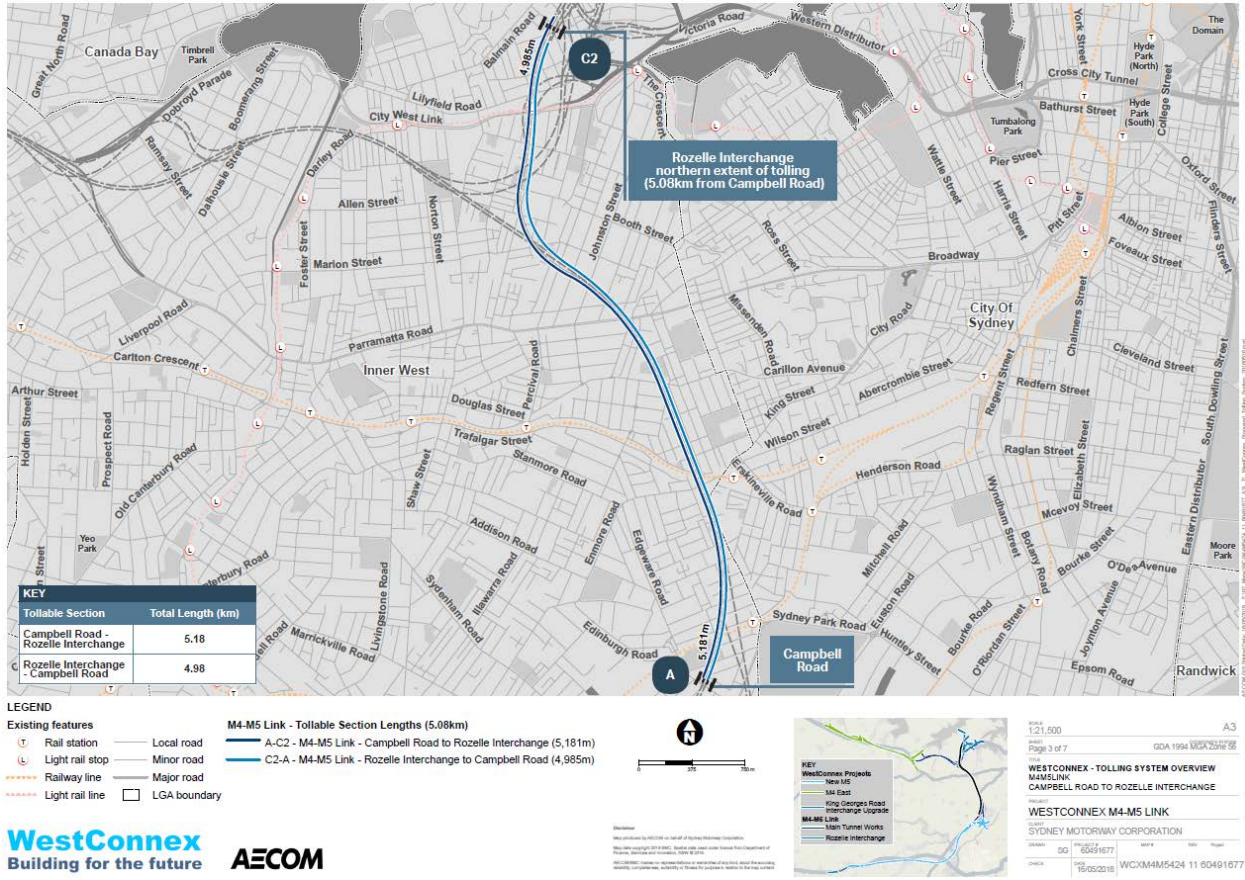 Great North Road
Canada Bay
Timbrell
Park
Dobroyd Parade
Boomerang Street
Ramsay Street
Dalhousie Street
Darley Road
Balmain Road
4,985m
C2
Victoria Road
Western Distributor
York Street
The
Domain
Hyde
Park
(North)
Cross City Tunnel
Bathurst Street
Hyde
Park
(South)
College Street
Lilyfield Road
City West Link
The Crescent
Tumbalong
Park
Pier Street
Wattle Street
Harris Street
Pitt Street
Oxford Street
Flinders Street
Albion Street
Foveaux Street
Rozelle Interchange
northern extent of tolling
(5.08km from Campbell Road)
Allen Street
Norton Street
Foster Street
Marion Street
Johnston Street
Booth Street
Ross Street
Broadway
City Of
Sydney
City Road
Missenden Road
Chalmers Street
Cleveland Street
South Dowling Street
Liverpool Road
Parramatta Road
Carlton Crescent
Inner West
Percival Road
Carillon Avenue
Abercrombie Street
Regent Street
Redfern Street
Arthur Street
Holden Street
Prospect Road
Douglas Street
Trafalgar Street
Stanmore Road
King Street
Wilson Street
Raglan Street
Elizabeth Street
Old Canterbury Road
Shaw Street
Erskineville Road
Henderson Road
Wyndham Street
Mcevoy Street
Eastern Distributor
Yeo
Park
Addison Road
Enmore Road
Edgeware Road
Mitchell Road
Botany Road
Bourke Street
Moore
Park
Livingstone Road
Sydenham Road
Illawarra Road
Euston Road
Joynton Avenue
Marrickville Road
Edinburgh Road
5,181m
Sydney Park Road
Huntley Street
Bourke Road
O'Riordan Street
Epsom Road
Randwick
A
Campbell
Road
KEY
Tollable Section Total Length (km)
Campbell Road -
Rozelle Interchange 5.18
Rozelle Interchange
- Campbell Road 4.98
LEGEND
Existing features
T Rail station
L Light rail stop
Railway line
Light rail line
Local road
Minor road
Major road
LGA boundary
M4-M5 Link - Tollable Section Lengths (5.08km)
A-C2 - M4-M5 Link - Campbell Road to Rozelle Interchange (5,181m)
C2-A - M4-M5 Link - Rozelle Interchange to Campbell Road (4,985m)
N
0 375 750 m
KEY
WestConnex Projects
New M5
M4 East
King Georges Road
Interchange Upgrade
M4-M5 Link
Main Tunnel Works
Rozelle Interchange
SCALE
1:21,500
A3
SHEET
Page 3 of 7
GDA 1994 MGA Zone 56
TITLE
WESTCONNEX - TOLLING SYSTEM OVERVIEW
M4M5LINK
CAMPBELL ROAD TO ROZELLE INTERCHANGE
PROJECT
WESTCONNEX M4-M5 LINK
CLIENT
SYDNEY MOTORWAY CORPORATION
60491677
WCXM4M5424 11 60491677
WestConnex
Building for the future
AECOM